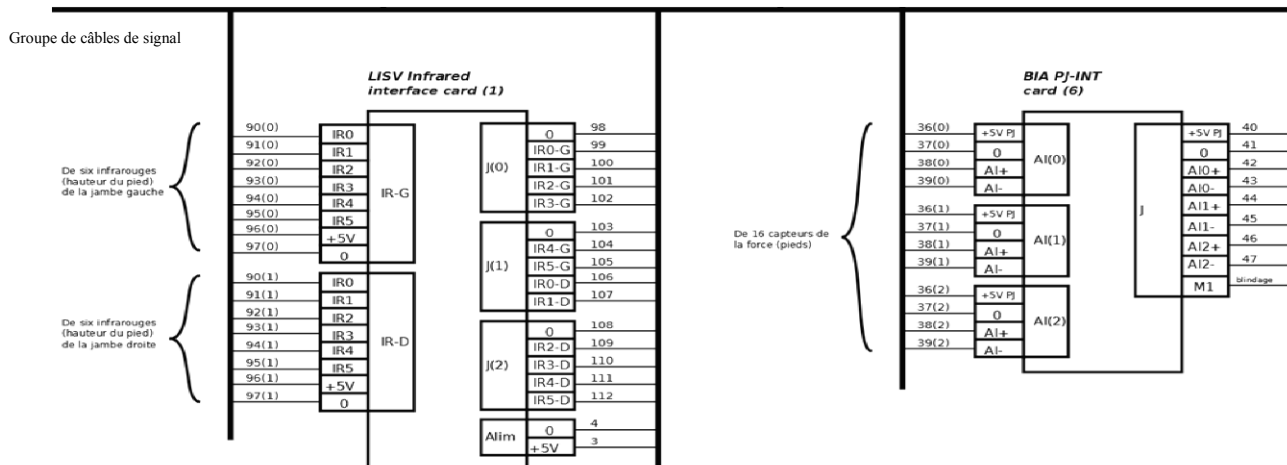 Groupe de câbles de signal
LISV Infrared
interface card (1)
De six infrarouges
(hauteur du pied)
de la jambe gauche
90(0)
91(0)
92(0)
93(0)
94(0)
95(0)
96(0)
97(0)
IR0
IR1
IR2
IR3
IR4
IR5
+5V
0
IR-G
De six infrarouges
(hauteur du pied)
de la jambe droite
90(1)
91(1)
92(1)
93(1)
94(1)
95(1)
96(1)
97(1)
IR0
IR1
IR2
IR3
IR4
IR5
+5V
0
IR-D
J(0)
0
IR0-G
IR1-G
IR2-G
IR3-G
98
99
100
101
102
J(1)
0
IR4-G
IR5-G
IR0-D
IR1-D
103
104
105
106
107
J(2)
0
IR2-D
IR3-D
IR4-D
IR5-D
108
109
110
111
112
Alim
0
+5V
4
3
BIA PJ-INT
card (6)
De 16 capteurs de
la force (pieds)
36(0)
37(0)
38(0)
39(0)
+5V PJ
0
AI+
AI-
AI(0)
36(1)
37(1)
38(1)
39(1)
+5V PJ
0
AI+
AI-
AI(1)
36(2)
37(2)
38(2)
39(2)
+5V PJ
0
AI+
AI-
AI(2)
J
+5V PJ
0
AI0+
AI0-
AI1+
AI1-
AI2+
AI2-
M1
40
41
42
43
44
45
46
47
blindage